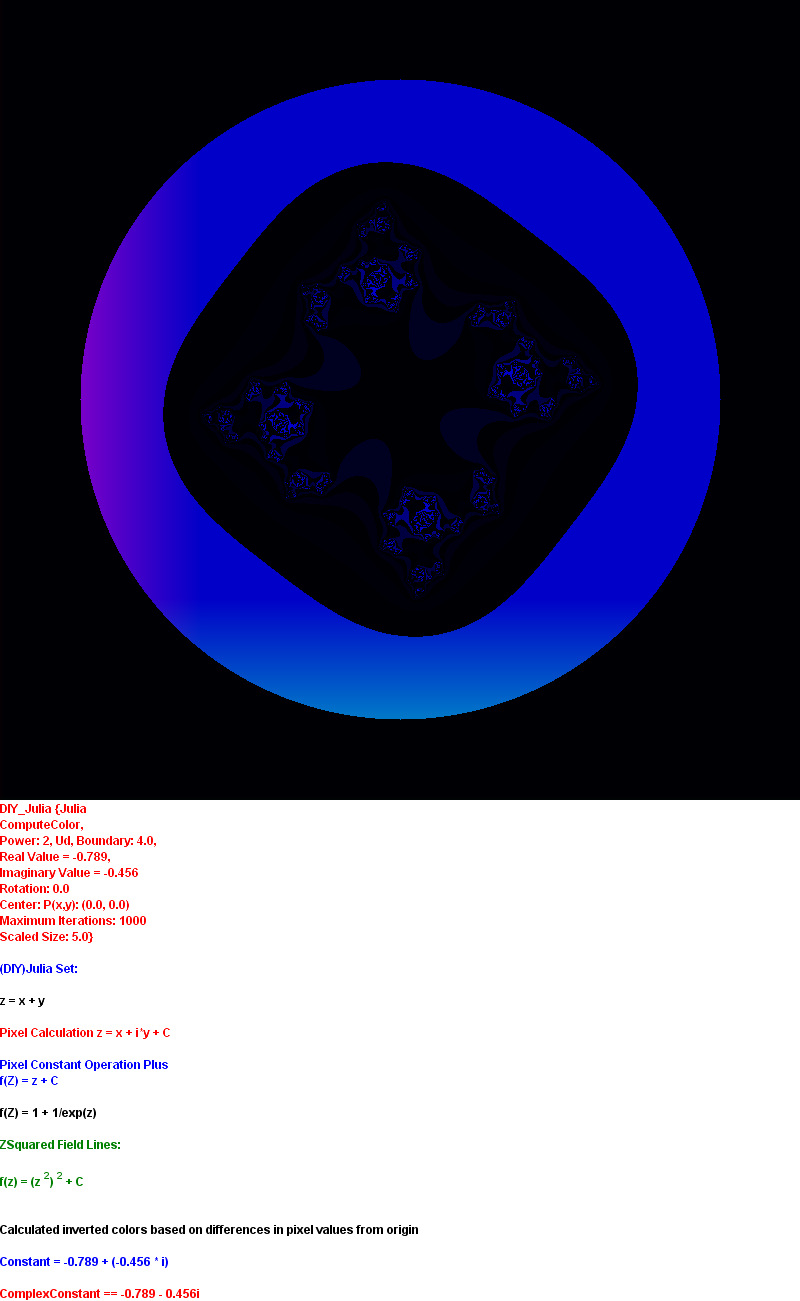 DIY_Julia {Julia
ComputeColor,
Power: 2, Ud, Boundary: 4.0,
Real Value = -0.789,
Imaginary Value = -0.456
Rotation: 0.0
Center: P(x,y): (0.0, 0.0)
Maximum Iterations: 1000
Scaled Size: 5.0}
(DIY)Julia Set:
z = x + y
Pixel Calculation z = x + i*y + C
Pixel Constant Operation Plus
f(Z) = z + C
f(Z) = 1 + 1/exp(z)
ZSquared Field Lines:
f(z) = (z ²) ² + C
Calculated inverted colors based on differences in pixel values from origin
Constant = -0.789 + (-0.456 * i)
ComplexConstant == -0.789 - 0.456i